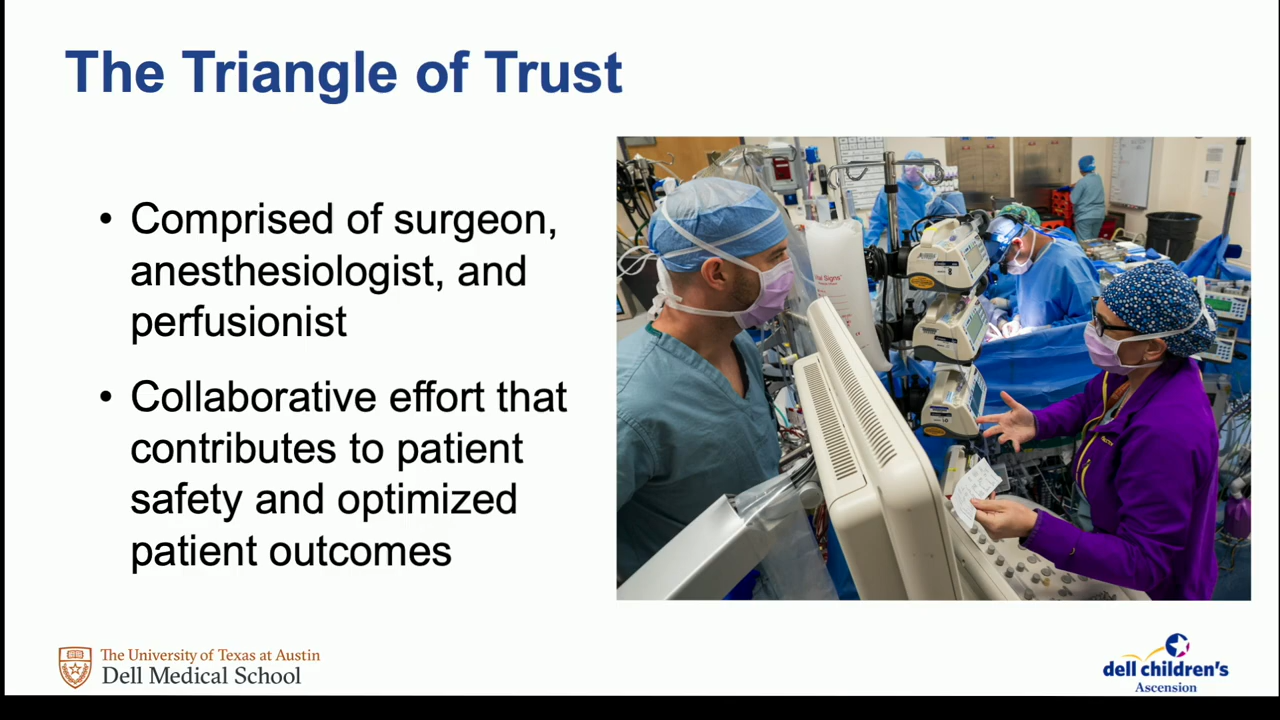 The Triangle of Trust
• Comprised of surgeon,
anesthesiologist, and
perfusionist
• Collaborative effort that
contributes to patient
safety and optimized
patient outcomes
The University of Texas at Austin
Dell Medical School
dell children's
Ascension